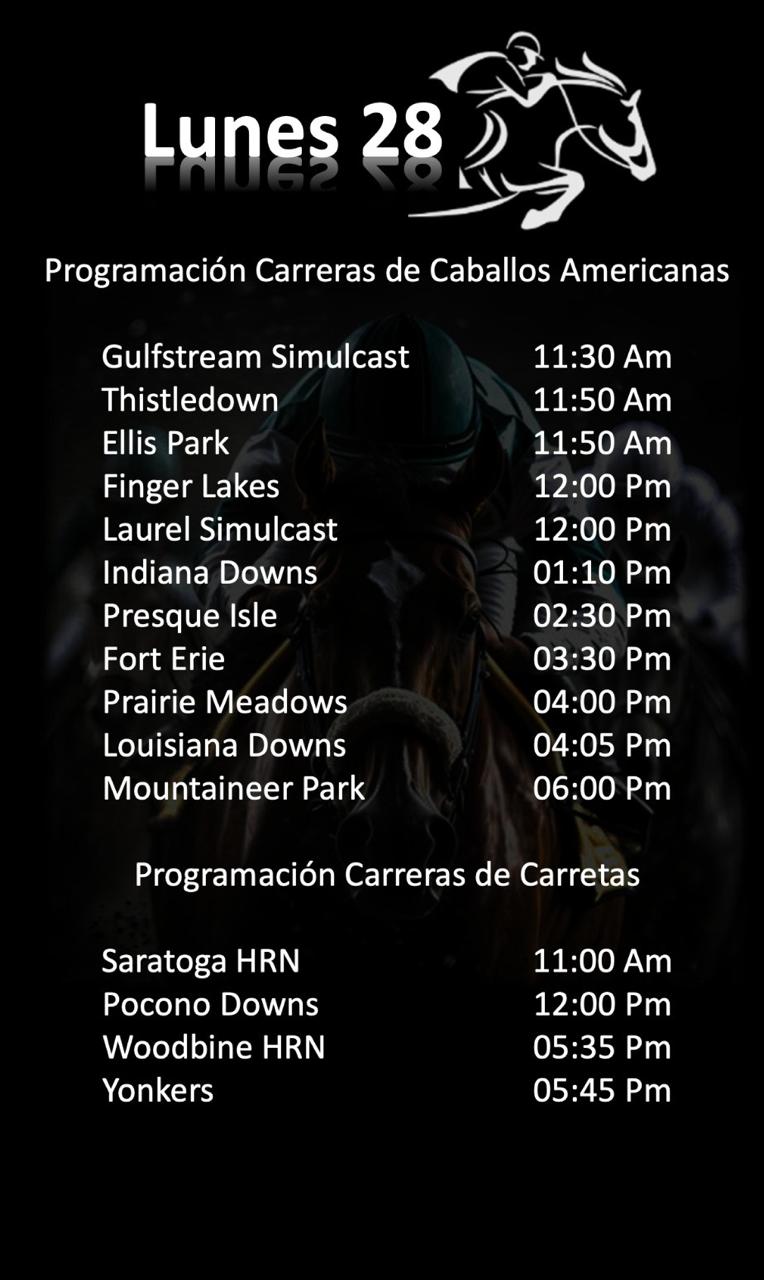 Lunes 28
Programación Carreras de Caballos Americanas
Gulfstream Simulcast 11:30 Am
Thistledown 11:50 Am
Ellis Park 11:50 Am
Finger Lakes 12:00 Pm
Laurel Simulcast 12:00 Pm
Indiana Downs 01:10 Pm
Presque Isle 02:30 Pm
Fort Erie 03:30 Pm
Prairie Meadows 04:00 Pm
Louisiana Downs 04:05 Pm
Mountaineer Park 06:00 Pm
Programación Carreras de Carretas
Saratoga HRN 11:00 Am
Pocono Downs 12:00 Pm
Woodbine HRN 05:35 Pm
Yonkers 05:45 Pm